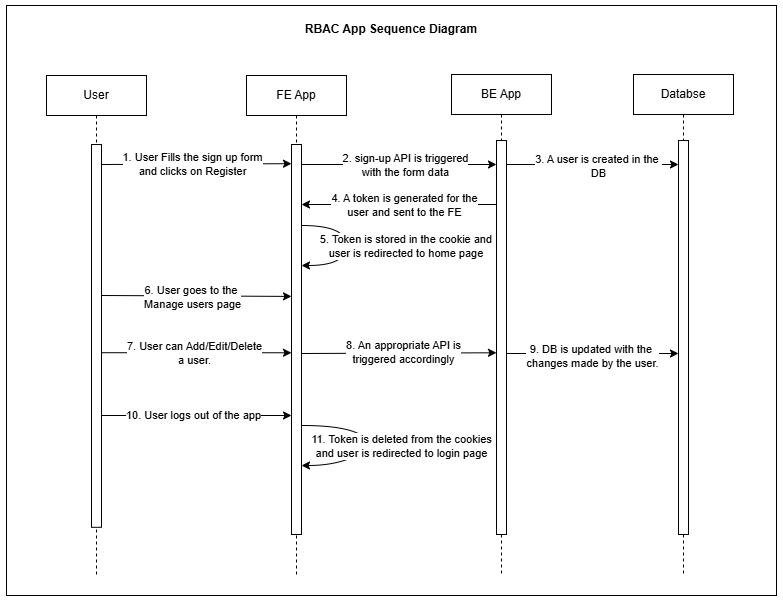 RBAC App Sequence Diagram
User
FE App
BE App
Databse
1. User Fills the sign up form
and clicks on Register
2. sign-up API is triggered
with the form data
3. A user is created in the
DB
4. A token is generated for the
user and sent to the FE
5. Token is stored in the cookie and
user is redirected to home page
6. User goes to the
Manage users page
7. User can Add/Edit/Delete
a user.
8. An appropriate API is
triggered accordingly
9. DB is updated with the
changes made by the user.
10. User logs out of the app
11. Token is deleted from the cookies
and user is redirected to login page